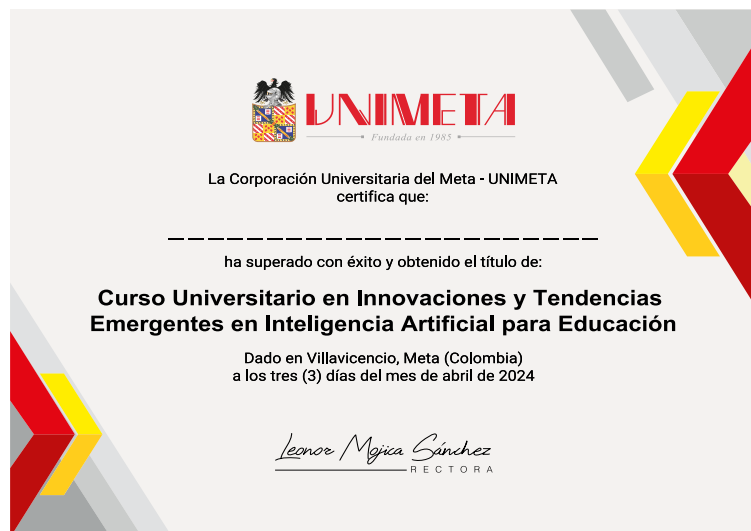 UNIMETA
Fundada en 1985
La Corporación Universitaria del Meta - UNIMETA
certifica que:
ha superado con éxito y obtenido el título de:
Curso Universitario en Innovaciones y Tendencias
Emergentes en Inteligencia Artificial para Educación
Dado en Villavicencio, Meta (Colombia)
a los tres (3) días del mes de abril de 2024
Leonor Mojica Sánchez
RECTORA